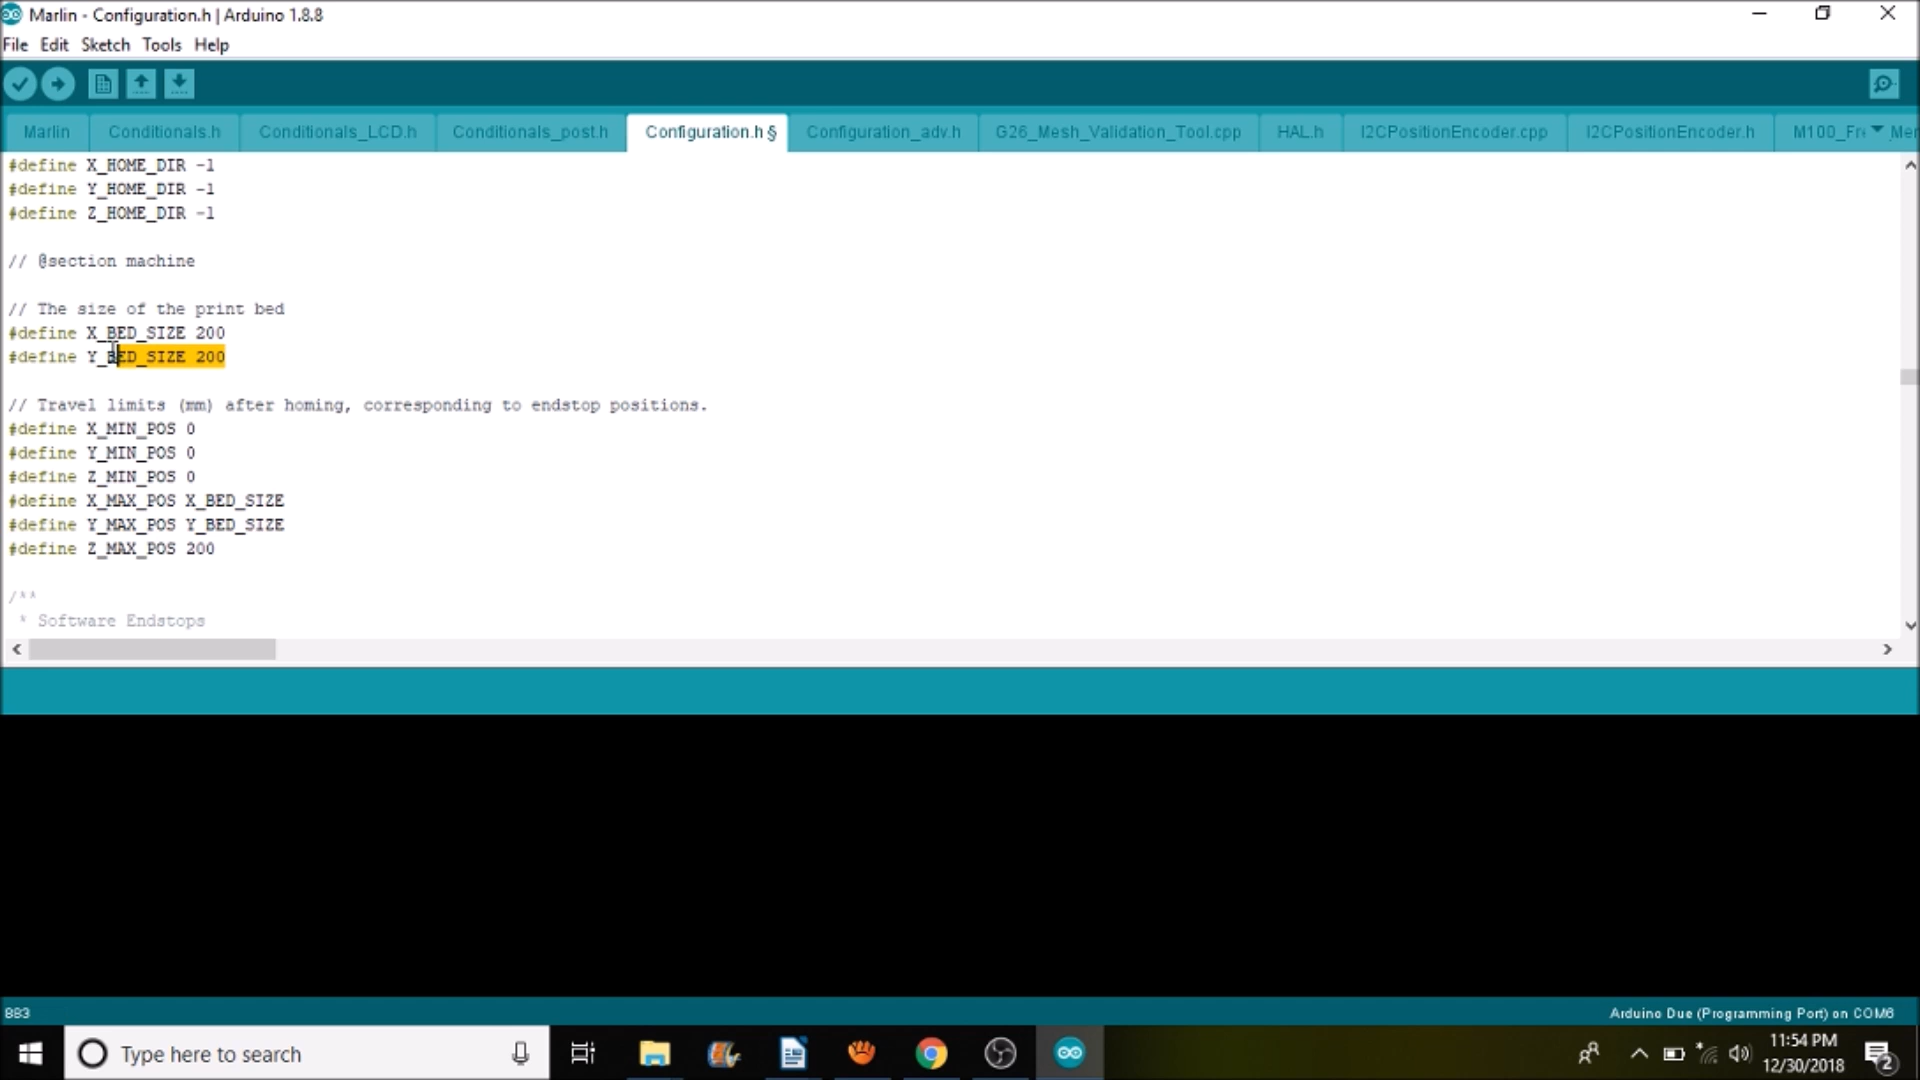 Marlin - Configuration.h | Arduino 1.8.8
File Edit Sketch Tools Help
Marlin Conditionals.h Conditionals_LCD.h Conditionals_post.h Configuration.h § Configuration_adv.h G26_Mesh_Validation_Tool.cpp HAL.h I2CPositionEncoder.cpp I2CPositionEncoder.h
#define X_HOME_DIR -1
#define Y_HOME_DIR -1
#define Z_HOME_DIR -1
// @section machine
// The size of the print bed
#define X_BED_SIZE 200
#define Y_BED_SIZE 200
// Travel limits (mm) after homing, corresponding to endstop positions.
#define X_MIN_POS 0
#define Y_MIN_POS 0
#define Z_MIN_POS 0
#define X_MAX_POS X_BED_SIZE
#define Y_MAX_POS Y_BED_SIZE
#define Z_MAX_POS 200
/**
* Software Endstops
883 Arduino Due (Programming Port) on COM6
Type here to search
11:54 PM
12/30/2018
2